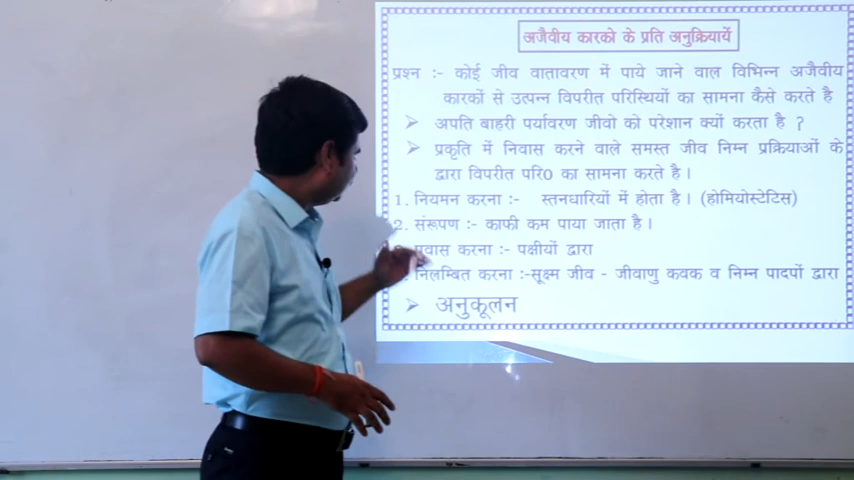 अजैवीय कारको के प्रति अनुक्रियायें
प्रश्न :- कोई जीव वातावरण में पाये जाने वाल विभिन्न अजैवीय
कारकों से उत्पन्न विपरीत परिस्थियों का सामना कैसे करते है
➢ अपति बाहरी पर्यावरण जीवो को परेशान क्यों करता है ?
➢ प्रकृति में निवास करने वाले समस्त जीव निम्न प्रक्रियाओं के
द्वारा विपरीत परि0 का सामना करते है।
1. नियमन करना :- स्तनधारियों में होता है। (होमियोस्टेटिस)
2. संरूपण :- काफी कम पाया जाता है।
प्रवास करना :- पक्षीयों द्वारा
निलम्बित करना :-सूक्ष्म जीव - जीवाणु कवक व निम्न पादपों द्वारा
➢ अनुकूलन